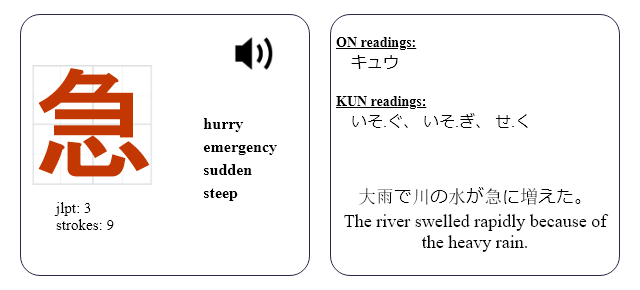 急
hurry
emergency
sudden
steep
jlpt: 3
strokes: 9
ON readings:
キュウ
KUN readings:
いそ.ぐ、 いそ.ぎ、 せ.く
大雨で川の水が急に増えた。
The river swelled rapidly because of
the heavy rain.